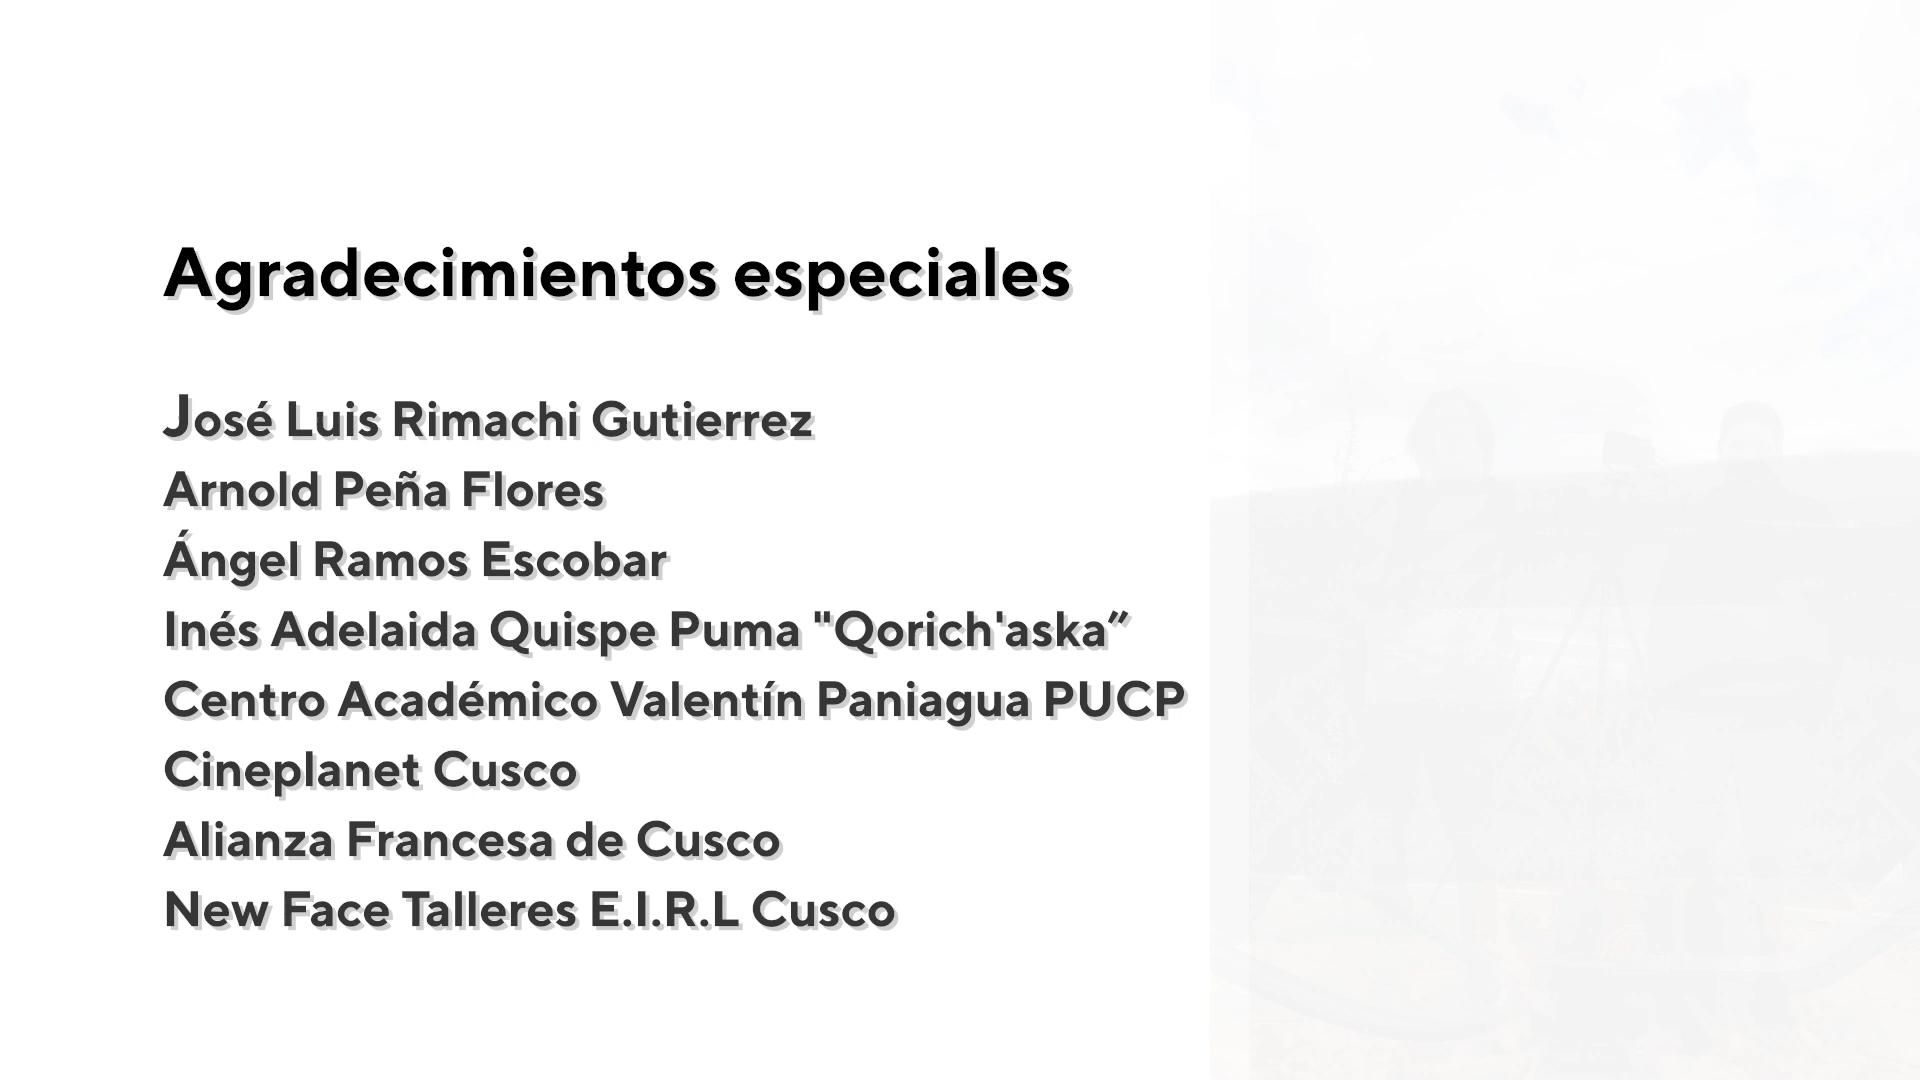 Agradecimientos especiales
José Luis Rimachi Gutierrez
Arnold Peña Flores
Ángel Ramos Escobar
Inés Adelaida Quispe Puma "Qorich'aska”
Centro Académico Valentín Paniagua PUCP
Cineplanet Cusco
Alianza Francesa de Cusco
New Face Talleres E.I.R.L Cusco